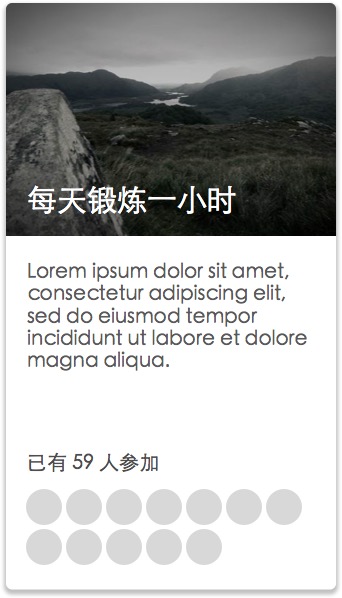 每天锻炼一小时
Lorem ipsum dolor sit amet,
consectetur adipiscing elit,
sed do eiusmod tempor
incididunt ut labore et dolore
magna aliqua.
已有 59 人参加